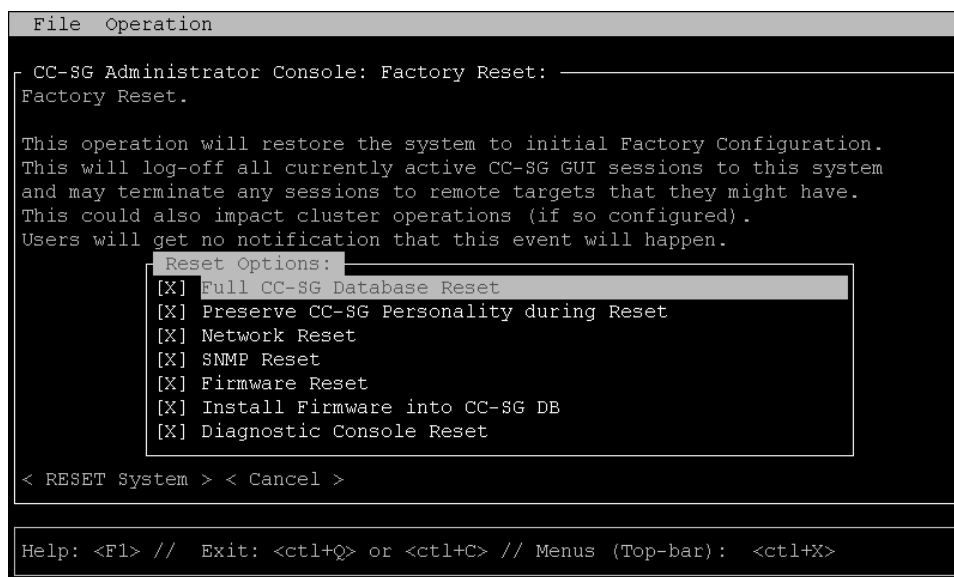 File Operation
CC-SG Administrator Console: Factory Reset:
Factory Reset.
This operation will restore the system to initial Factory Configuration.
This will log-off all currently active CC-SG GUI sessions to this system
and may terminate any sessions to remote targets that they might have.
This could also impact cluster operations (if so configured).
Users will get no notification that this event will happen.
Reset Options:
[X] Full CC-SG Database Reset
[X] Preserve CC-SG Personality during Reset
[X] Network Reset
[X] SNMP Reset
[X] Firmware Reset
[X] Install Firmware into CC-SG DB
[X] Diagnostic Console Reset
< RESET System > < Cancel >
Help: <F1> // Exit: <ctl+Q> or <ctl+C> // Menus (Top-bar): <ctl+X>